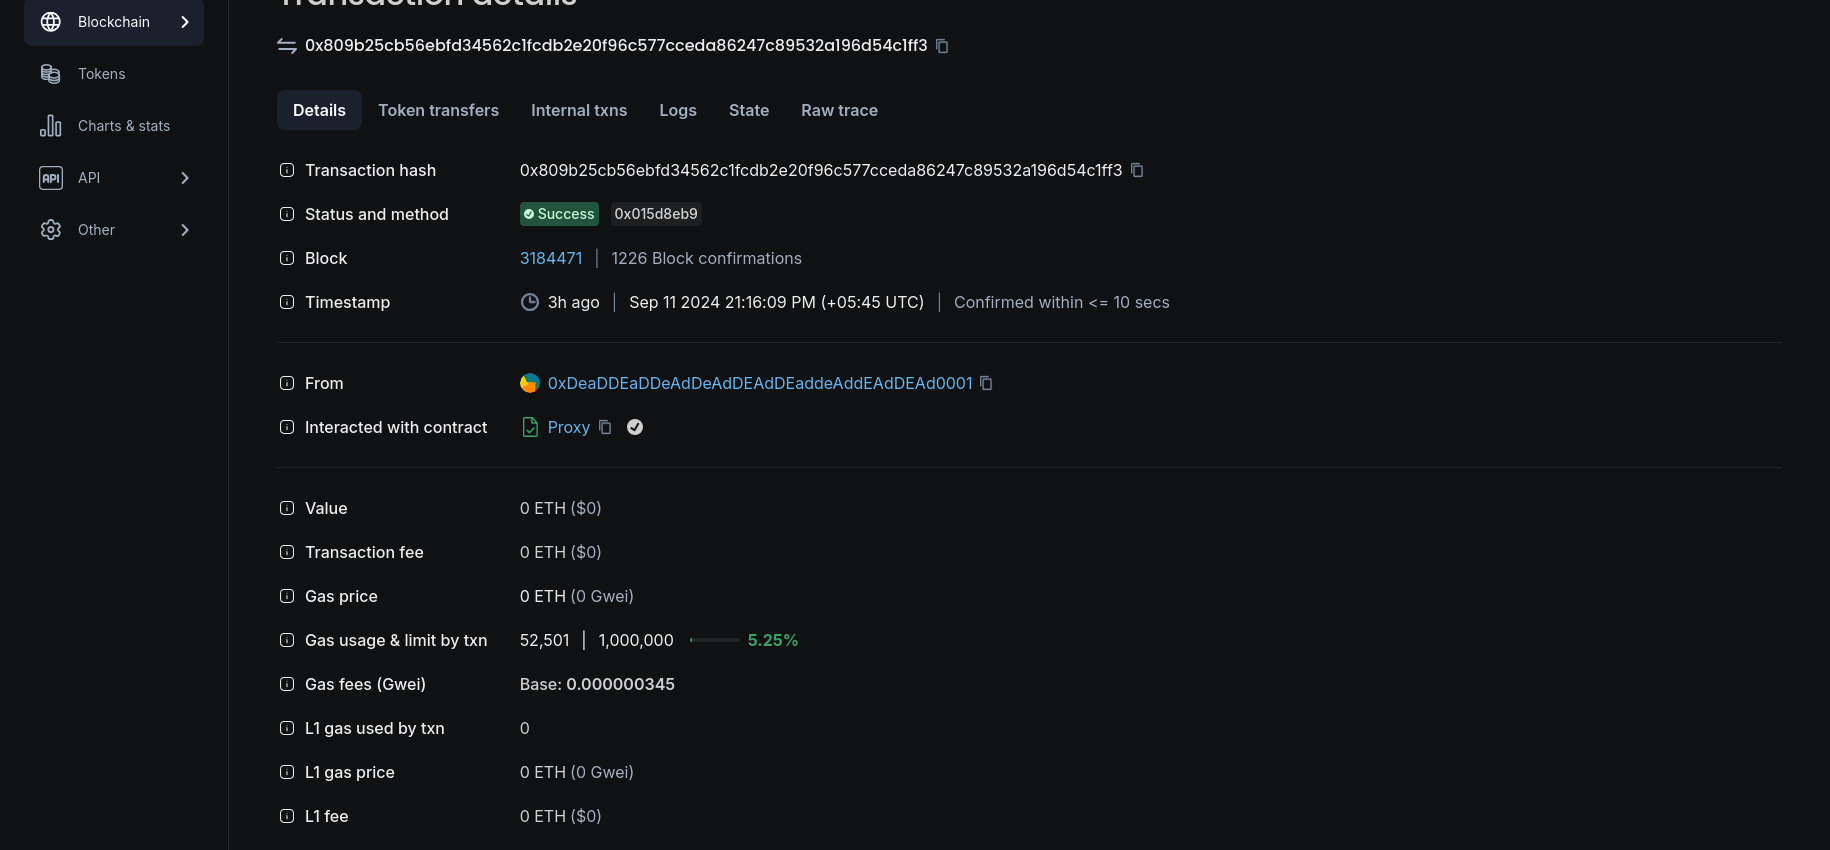 Transaction details
Blockchain
0x809b25cb56ebfd34562c1fcdb2e20f96c577cceda86247c89532a196d54c1ff3
Tokens
Details Token transfers Internal txns Logs State Raw trace
Charts & stats
Transaction hash 0x809b25cb56ebfd34562c1fcdb2e20f96c577cceda86247c89532a196d54c1ff3
API API
Status and method Success 0x015d8eb9
Other
Block 3184471 | 1226 Block confirmations
Timestamp 3h ago | Sep 11 2024 21:16:09 PM (+05:45 UTC) | Confirmed within <= 10 secs
From 0xDeaDDEaDDeAdDeAdDEAdDEaddeAddEAdDEAd0001
Interacted with contract Proxy
Value 0 ETH ($0)
Transaction fee 0 ETH ($0)
Gas price 0 ETH (0 Gwei)
Gas usage & limit by txn 52,501 | 1,000,000 5.25%
Gas fees (Gwei) Base: 0.000000345
L1 gas used by txn 0
L1 gas price 0 ETH (0 Gwei)
L1 fee 0 ETH ($0)